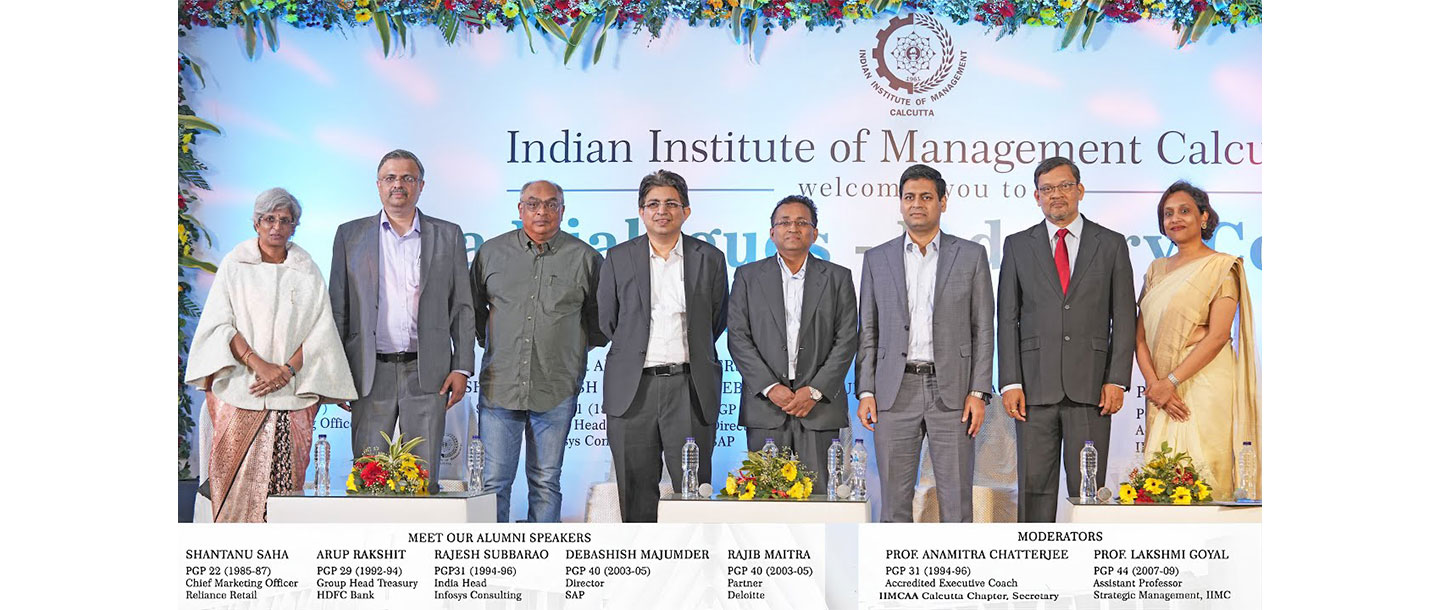 INDIAN INSTITUTE OF MANAGEMENT
1961
CALCUTTA
Indian Institute of Management Calcu
welcom you to
MEET OUR ALUMNI SPEAKERS
SHANTANU SAHA
PGP 22 (1985-87)
Chief Marketing Officer
Reliance Retail
ARUP RAKSHIT
PGP 29 (1992-94)
Group Head Treasury
HDFC Bank
RAJESH SUBBARAO
PGP31 (1994-96)
India Head
Infosys Consulting
DEBASHISH MAJUMDER
PGP 40 (2003-05)
Director
SAP
RAJIB MAITRA
PGP 40 (2003-05)
Partner
Deloitte
MODERATORS
PROF. ANAMITRA CHATTERJEE
PGP 31 (1994-96)
Accredited Executive Coach
IIMCAA Calcutta Chapter, Secretary
PROF. LAKSHMI GOYAL
PGP 44 (2007-09)
Assistant Professor
Strategic Management, IIMC